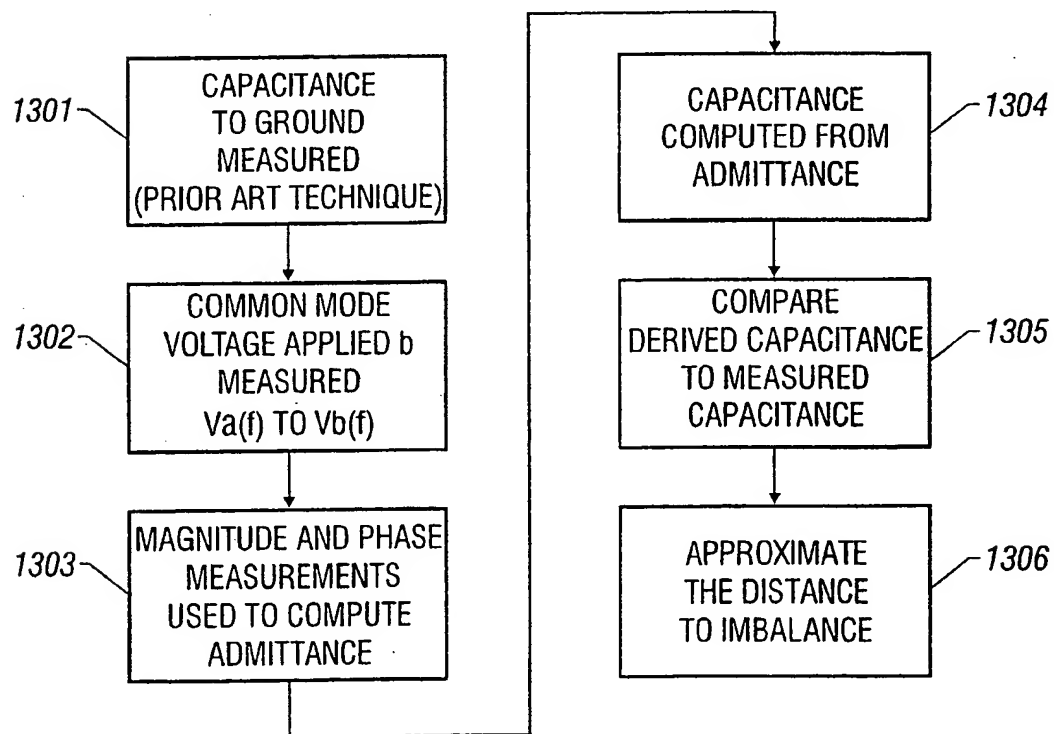 1301
CAPACITANCE
TO GROUND
MEASURED
(PRIOR ART TECHNIQUE)
1302
COMMON MODE
VOLTAGE APPLIED b
MEASURED
Va(f) TO Vb(f)
1303
MAGNITUDE AND PHASE
MEASUREMENTS
USED TO COMPUTE
ADMITTANCE
1304
CAPACITANCE
COMPUTED FROM
ADMITTANCE
1305
COMPARE
DERIVED CAPACITANCE
TO MEASURED
CAPACITANCE
1306
APPROXIMATE
THE DISTANCE
TO IMBALANCE